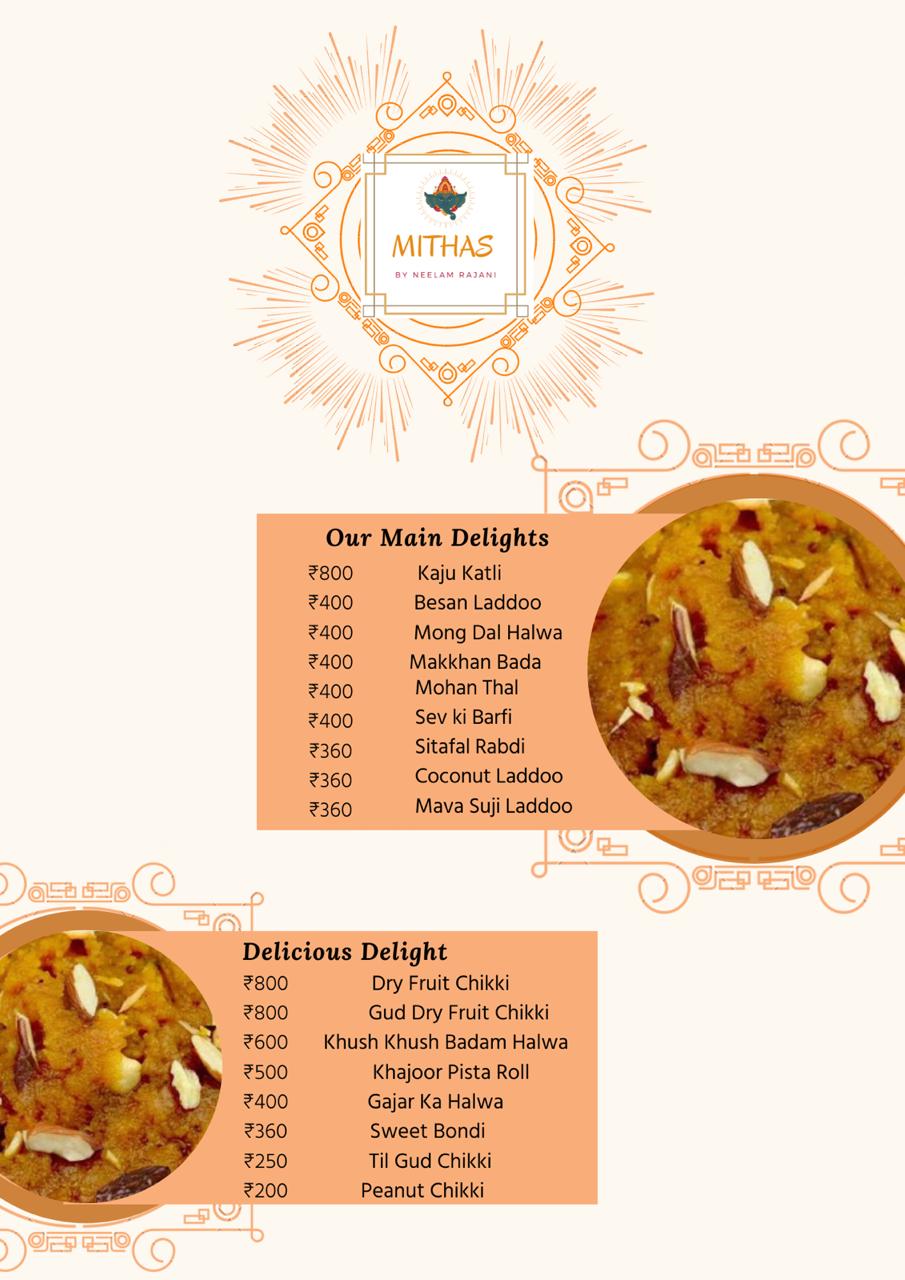 MITHAS
BY NEELAM RAJANI
Our Main Delights
₹800 Kaju Katli
₹400 Besan Laddoo
₹400 Mong Dal Halwa
₹400 Makkhan Bada
₹400 Mohan Thal
₹400 Sev ki Barfi
₹360 Sitafal Rabdi
₹360 Coconut Laddoo
₹360 Mava Suji Laddoo
Delicious Delight
₹800 Dry Fruit Chikki
₹800 Gud Dry Fruit Chikki
₹600 Khush Khush Badam Halwa
₹500 Khajoor Pista Roll
₹400 Gajar Ka Halwa
₹360 Sweet Bondi
₹250 Til Gud Chikki
₹200 Peanut Chikki